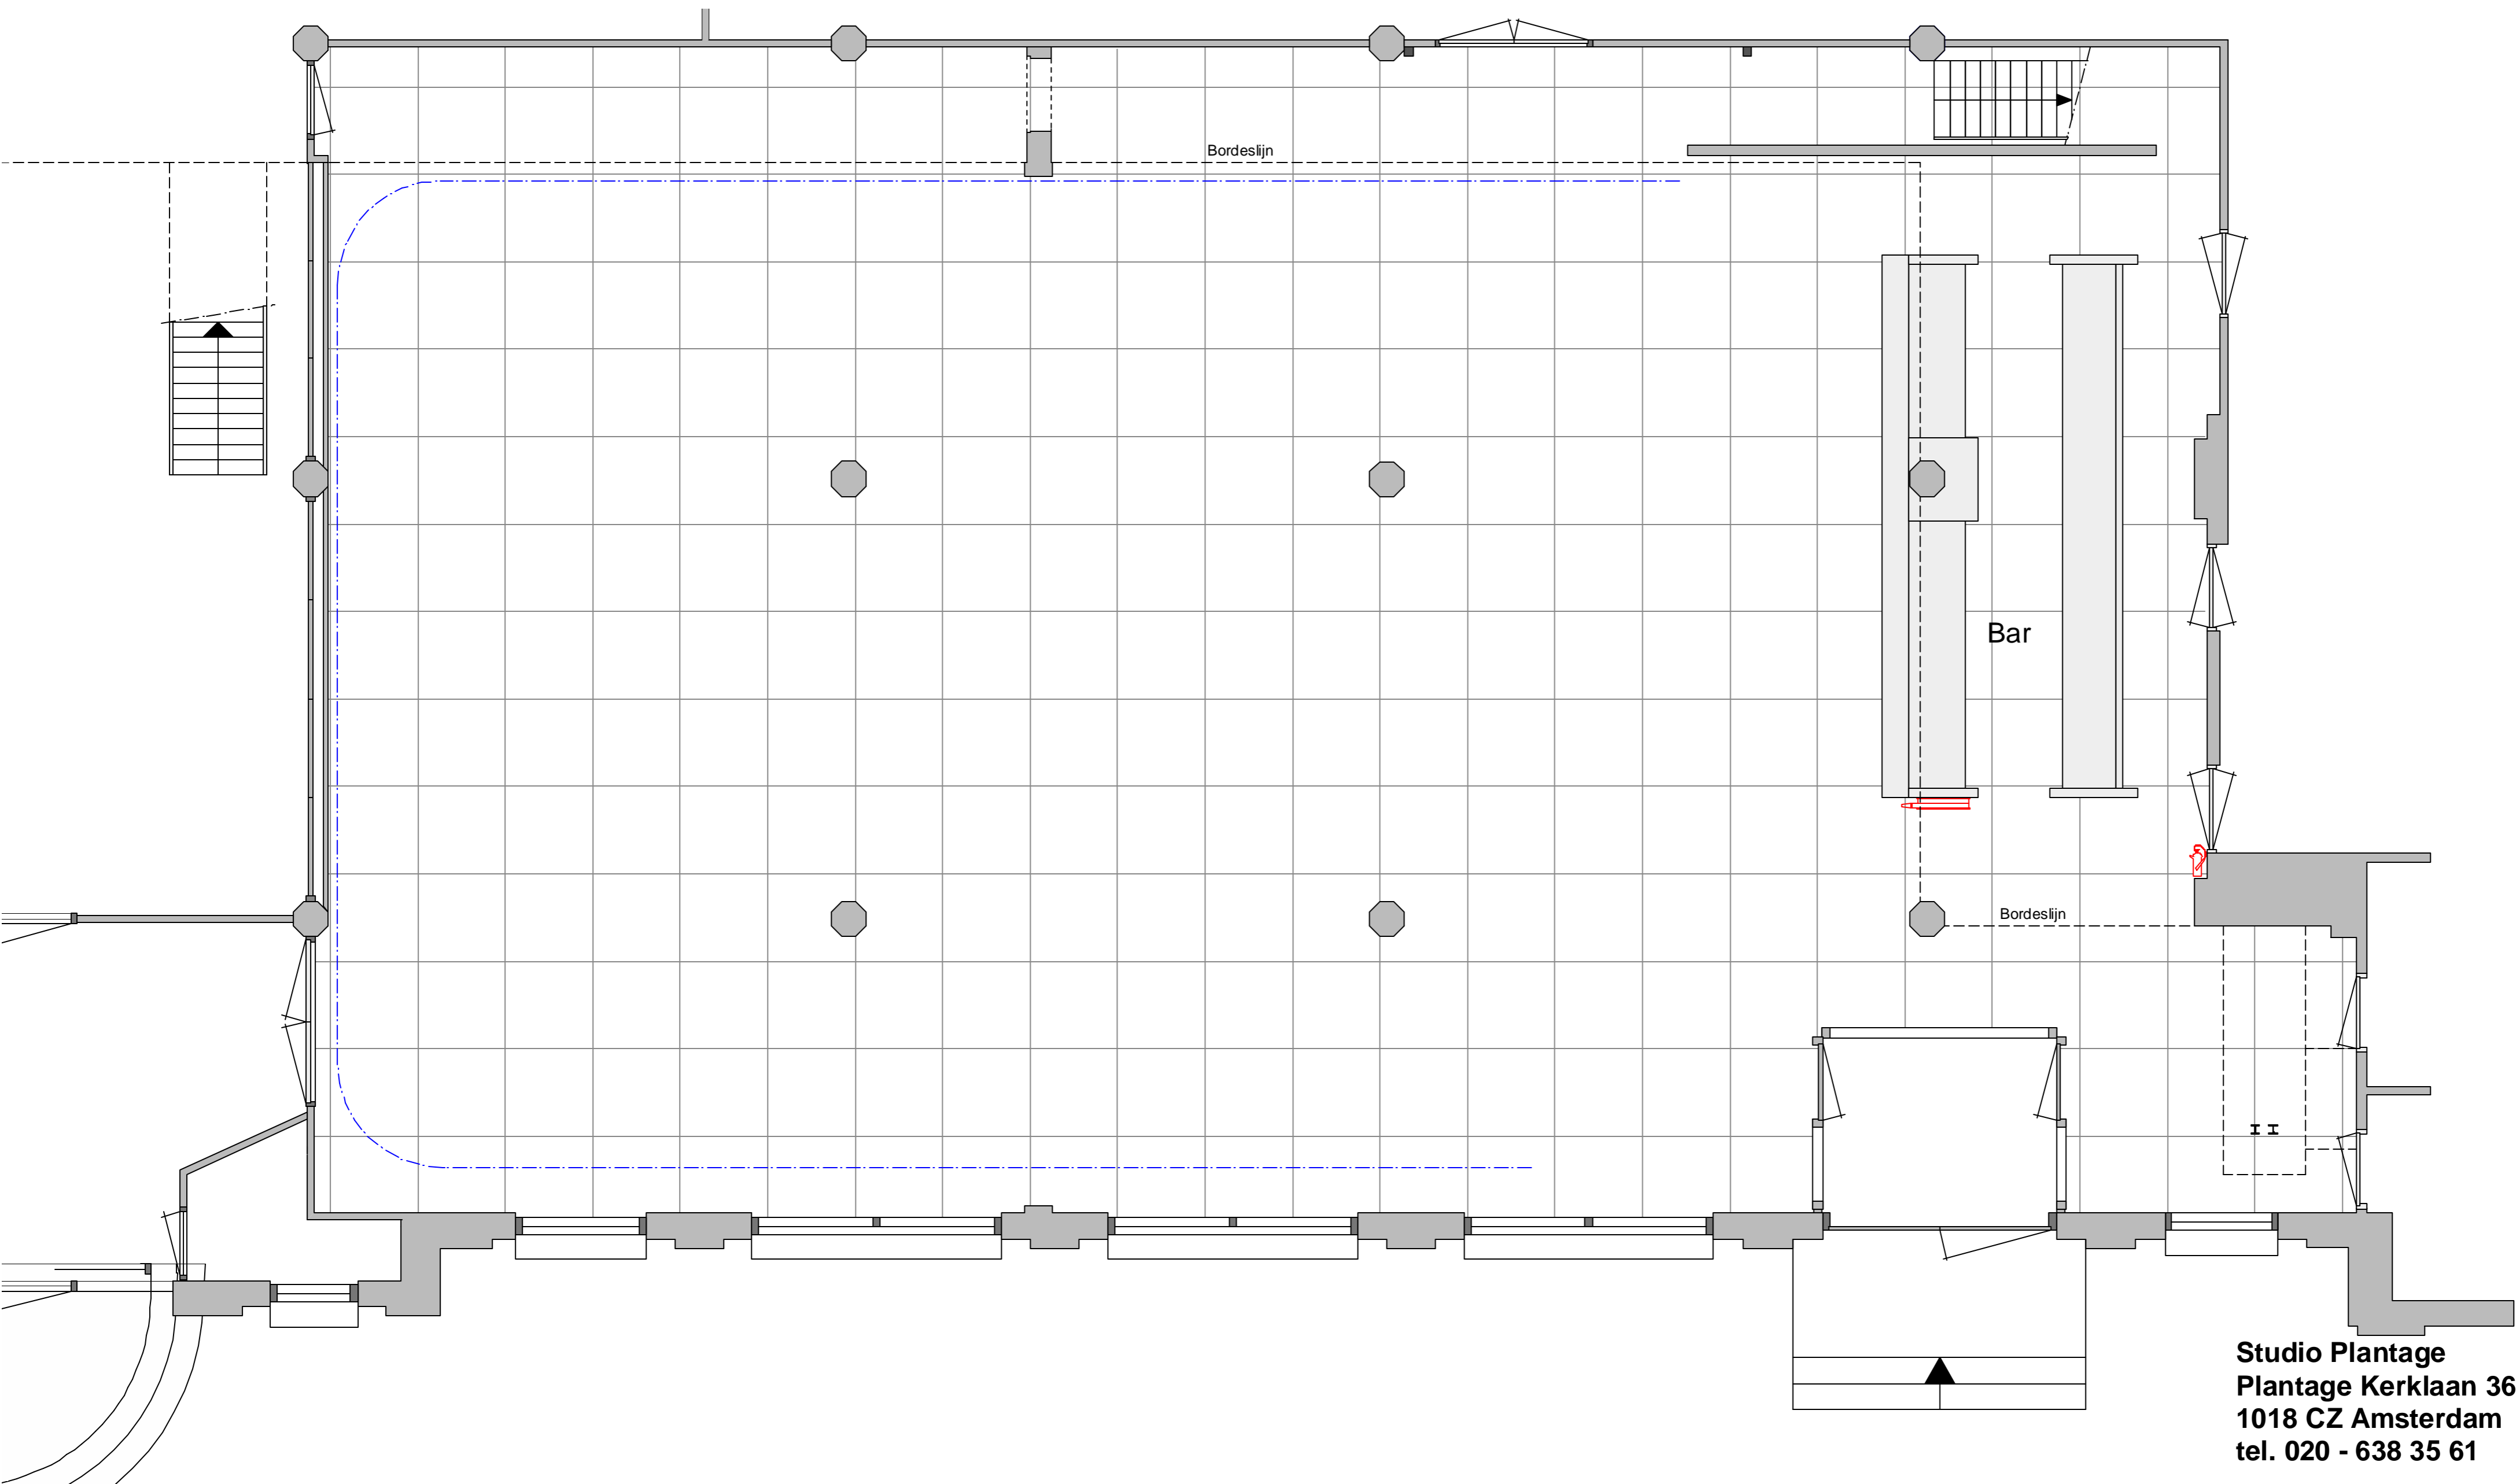 Bordeslijn
Bar
Bordeslijn
Studio Plantage
Plantage Kerklaan 36
1018 CZ Amsterdam
tel. 020 - 638 35 61